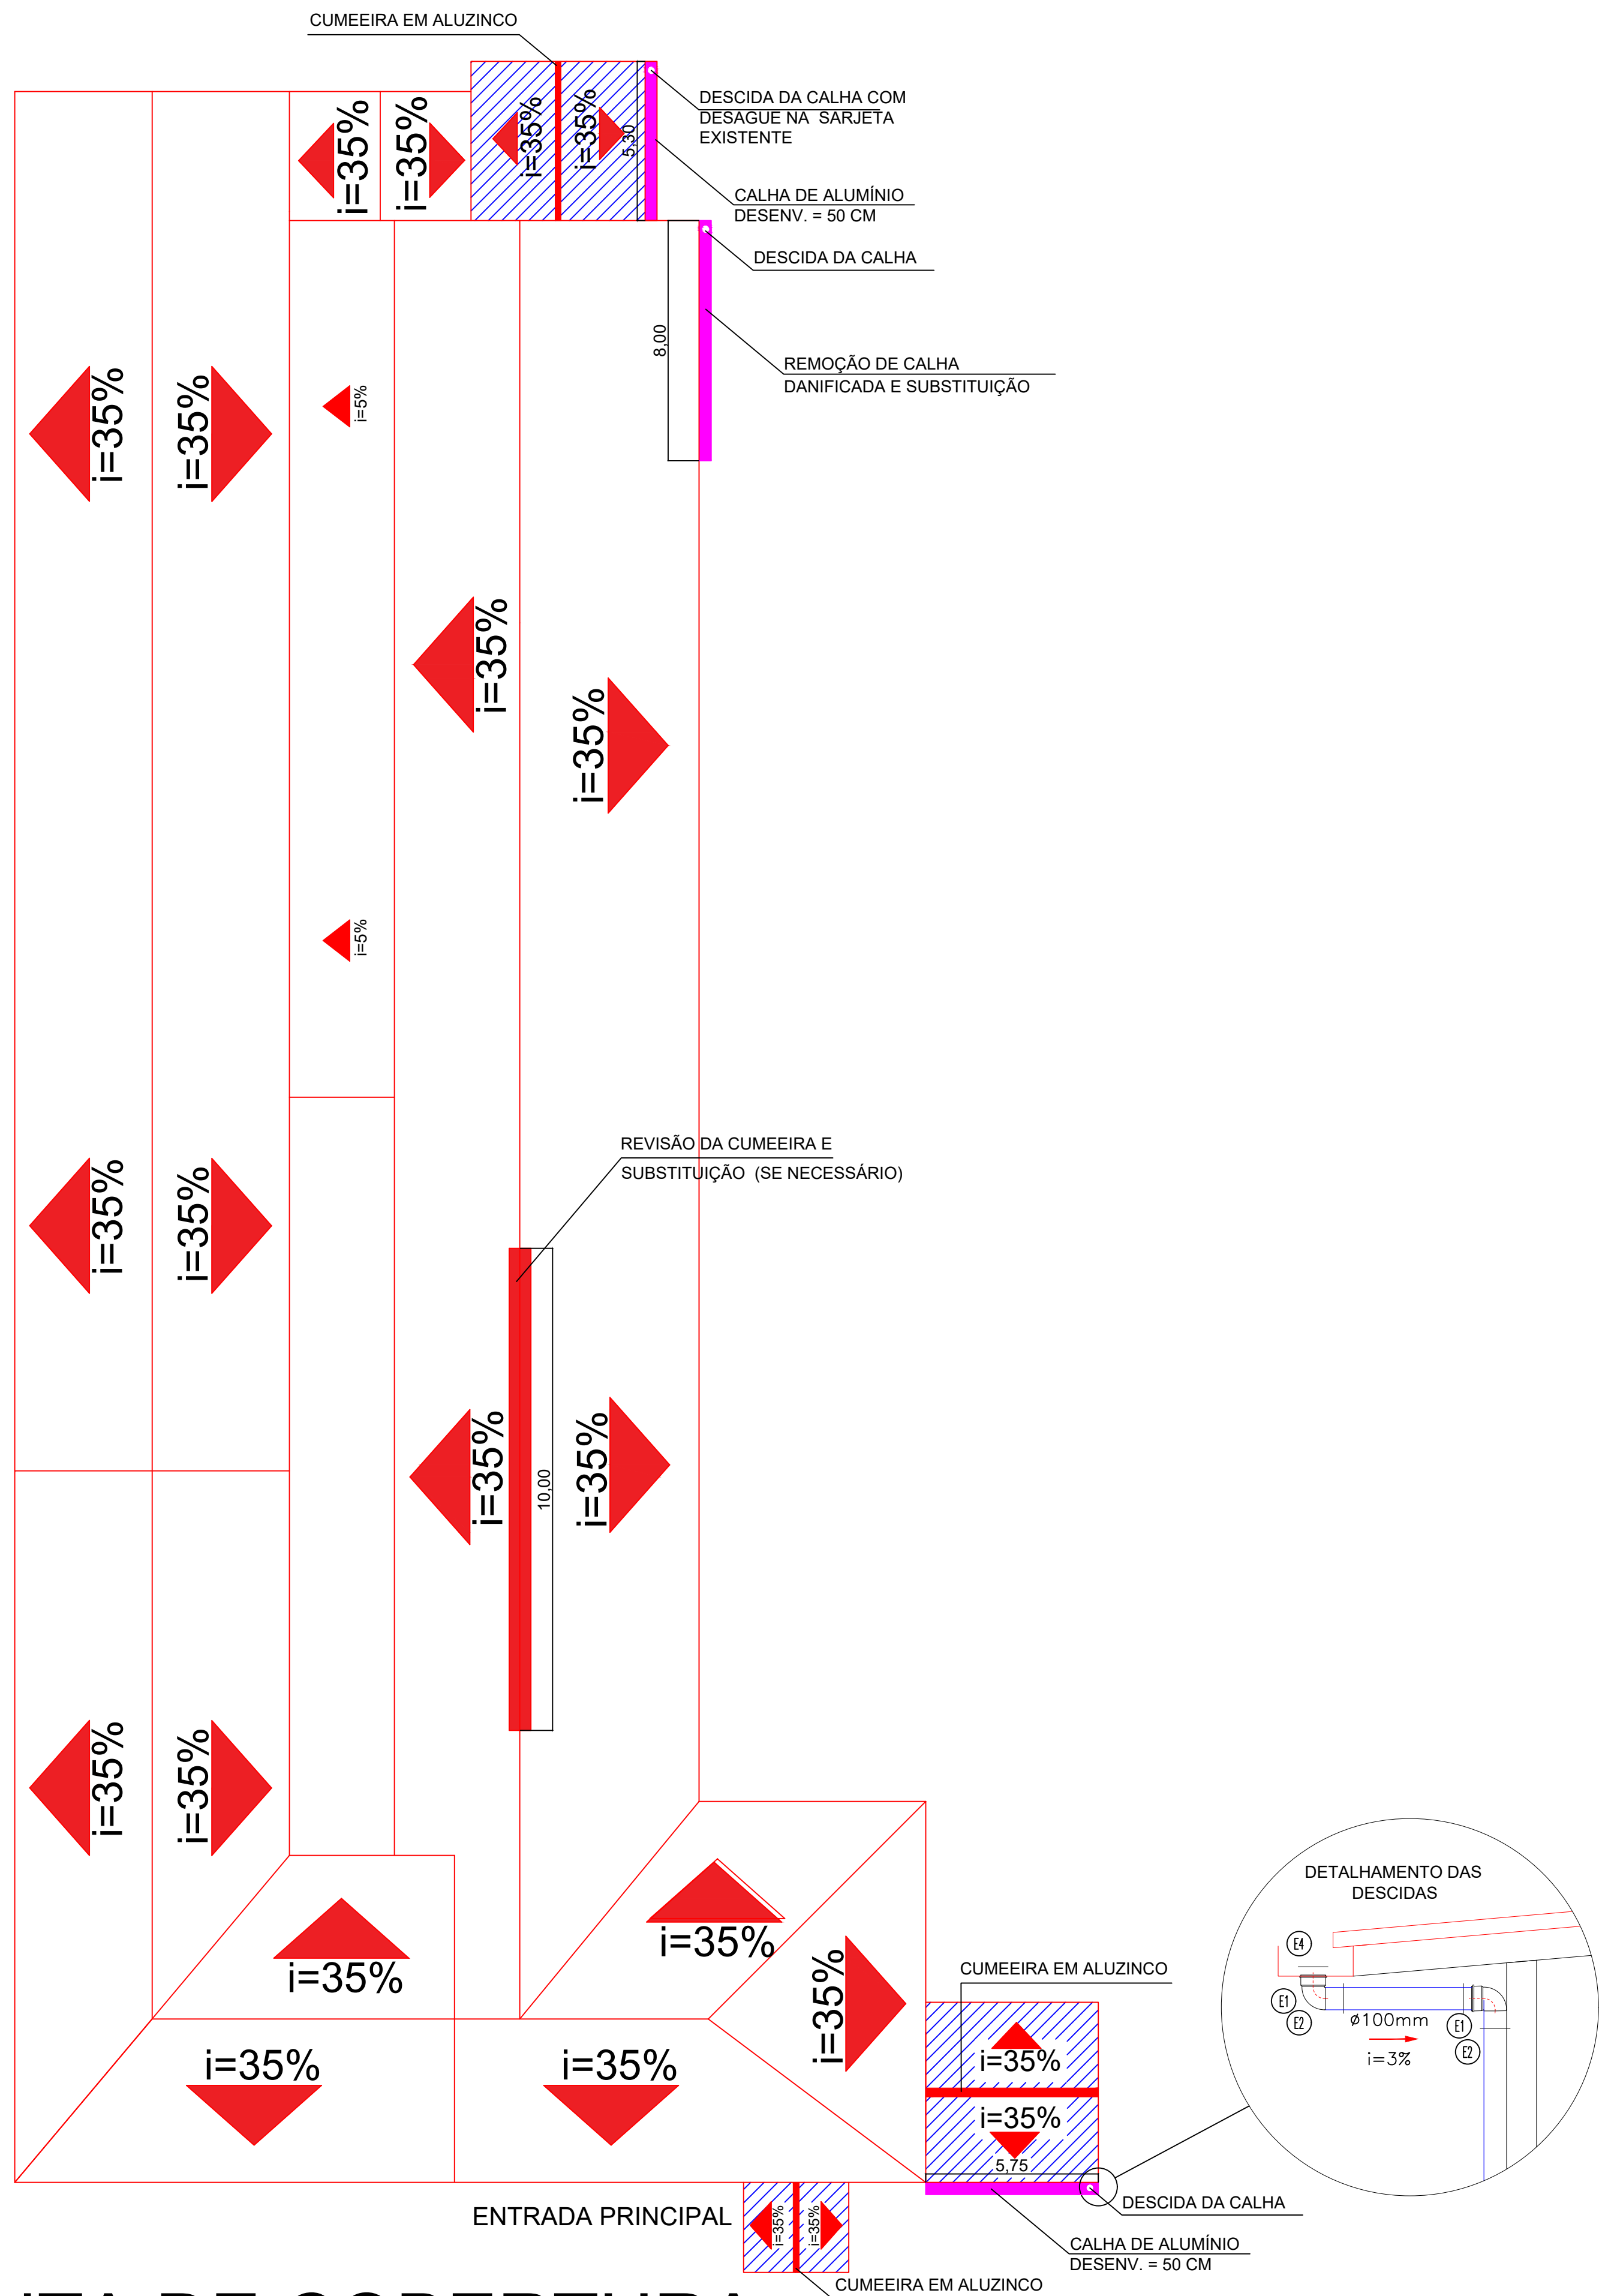 CUMEEIRA EM ALUZINCO
DESCIDA DA CALHA COM
DESAGUE NA SARJETA
EXISTENTE
i=35%
i=35%
i=35%
i=35%
5,30
CALHA DE ALUMÍNIO
DESENV. = 50 CM
DESCIDA DA CALHA
8,00
REMOÇÃO DE CALHA
DANIFICADA E SUBSTITUIÇÃO
i=35%
i=35%
i=5%
i=35%
i=35%
i=5%
REVISÃO DA CUMEEIRA E
SUBSTITUIÇÃO (SE NECESSÁRIO)
i=35%
i=35%
i=35%
i=35%
10,00
i=35%
i=35%
DETALHAMENTO DAS
DESCIDAS
E4
E1
E2
ø100mm
i=3%
E1
E2
i=35%
i=35%
i=35%
CUMEEIRA EM ALUZINCO
i=35%
i=35%
i=35%
i=35%
5,75
ENTRADA PRINCIPAL
i=35%
i=35%
DESCIDA DA CALHA
CALHA DE ALUMÍNIO
DESENV. = 50 CM
CUMEEIRA EM ALUZINCO